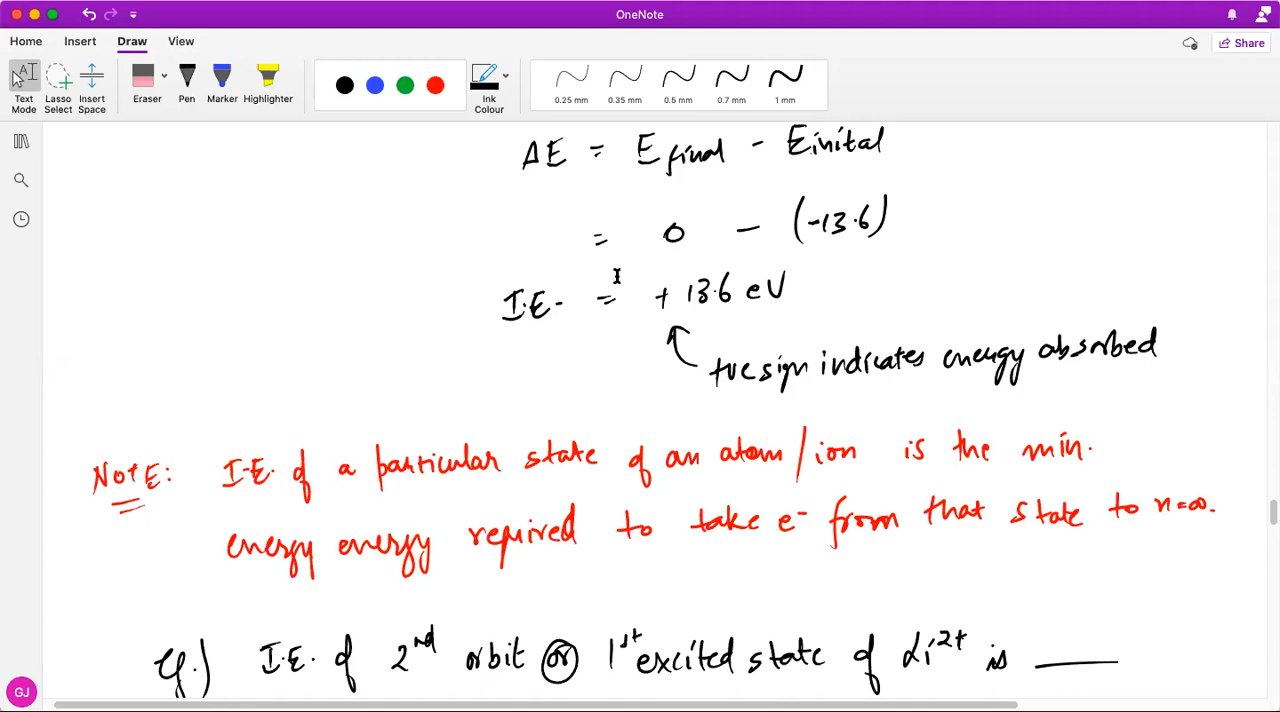 OneNote
Home Insert Draw View
Share
Text Mode
Lasso Select
Insert Space
Eraser
Pen
Marker
Highlighter
Ink Colour
0.25 mm 0.35 mm 0.5 mm 0.7 mm 1 mm
ΔE = Efinal - Einital
= 0 - (-13.6)
I.E. = + 13.6 eV
+ve sign indicates energy absorbed
NOTE: I.E. of a particular state of an atom/ion is the min.
energy energy required to take e⁻ from that state to n=∞.
eg.) I.E. of 2nd orbit or 1st excited state of Li²⁺ is ______
GJ